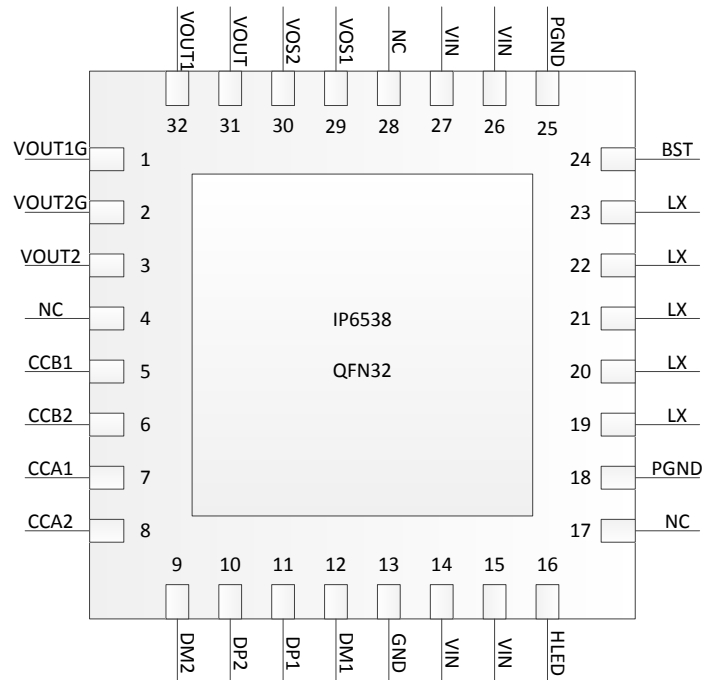 VOUT1
VOUT
VOS2
VOS1
NC
VIN
VIN
PGND
32 31 30 29 28 27 26 25
VOUT1G 1 24 BST
VOUT2G 2 23 LX
VOUT2 3 22 LX
NC 4 21 LX
IP6538
CCB1 5 20 LX
QFN32
CCB2 6 19 LX
CCA1 7 18 PGND
CCA2 8 17 NC
9 10 11 12 13 14 15 16
DM2
DP2
DP1
DM1
GND
VIN
VIN
HLED